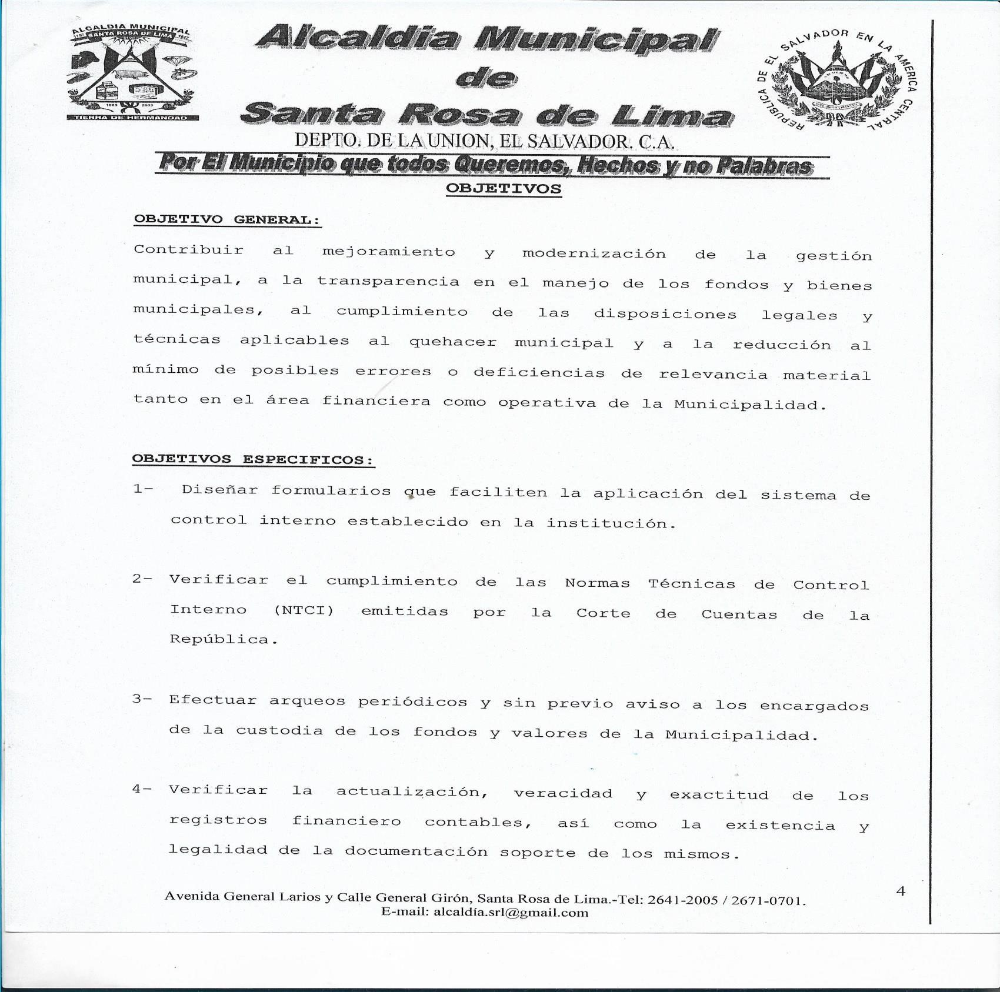 ALCALDIA MUNICIPAL
SANTA ROSA DE LIMA
1883 2003
TIERRA DE HERMANDAD
Alcaldia Municipal
de
Santa Rosa de Lima
REPUBLICA DE EL SALVADOR EN LA AMERICA CENTRAL
DEPTO. DE LA UNION, EL SALVADOR. C.A.
Por El Municipio que todos Queremos, Hechos y no Palabras
OBJETIVOS
OBJETIVO GENERAL:
Contribuir al mejoramiento y modernización de la gestión
municipal, a la transparencia en el manejo de los fondos y bienes
municipales, al cumplimiento de las disposiciones legales y
técnicas aplicables al quehacer municipal y a la reducción al
mínimo de posibles errores o deficiencias de relevancia material
tanto en el área financiera como operativa de la Municipalidad.
OBJETIVOS ESPECIFICOS:
1- Diseñar formularios que faciliten la aplicación del sistema de
control interno establecido en la institución.
2- Verificar el cumplimiento de las Normas Técnicas de Control
Interno (NTCI) emitidas por la Corte de Cuentas de la
República.
3- Efectuar arqueos periódicos y sin previo aviso a los encargados
de la custodia de los fondos y valores de la Municipalidad.
4- Verificar la actualización, veracidad y exactitud de los
registros financiero contables, así como la existencia y
legalidad de la documentación soporte de los mismos.
4
Avenida General Larios y Calle General Girón, Santa Rosa de Lima.-Tel: 2641-2005 / 2671-0701.
E-mail: alcaldía.srl@gmail.com